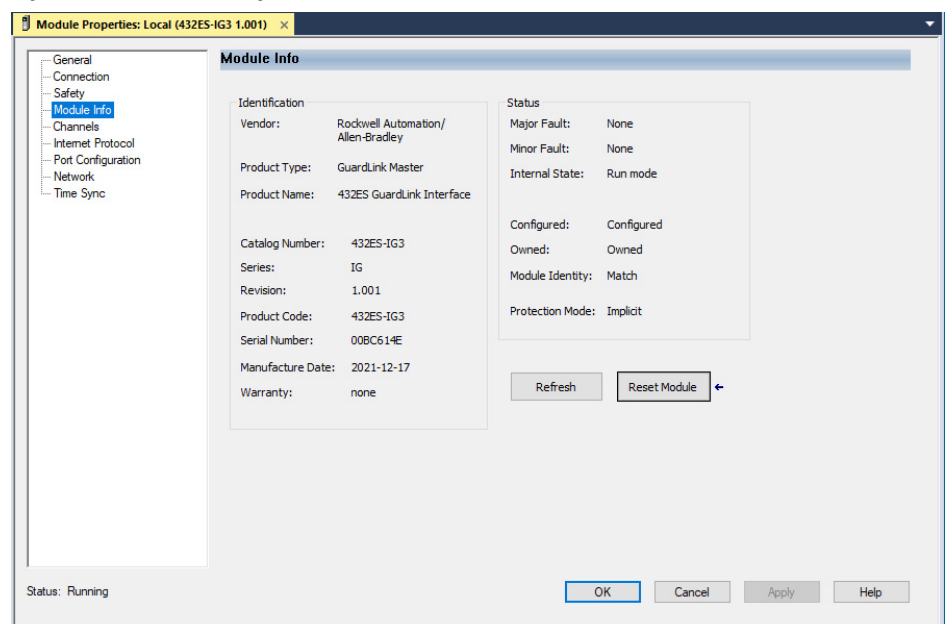 Module Properties: Local (432ES-IG3 1.001) ×
General
Connection
Safety
Module Info
Channels
Internet Protocol
Port Configuration
Network
Time Sync
Module Info
Identification
Vendor: Rockwell Automation/
Allen-Bradley
Product Type: GuardLink Master
Product Name: 432ES GuardLink Interface
Catalog Number: 432ES-IG3
Series: IG
Revision: 1.001
Product Code: 432ES-IG3
Serial Number: 00BC614E
Manufacture Date: 2021-12-17
Warranty: none
Status
Major Fault: None
Minor Fault: None
Internal State: Run mode
Configured: Configured
Owned: Owned
Module Identity: Match
Protection Mode: Implicit
Refresh Reset Module ←
Status: Running
OK Cancel Apply Help